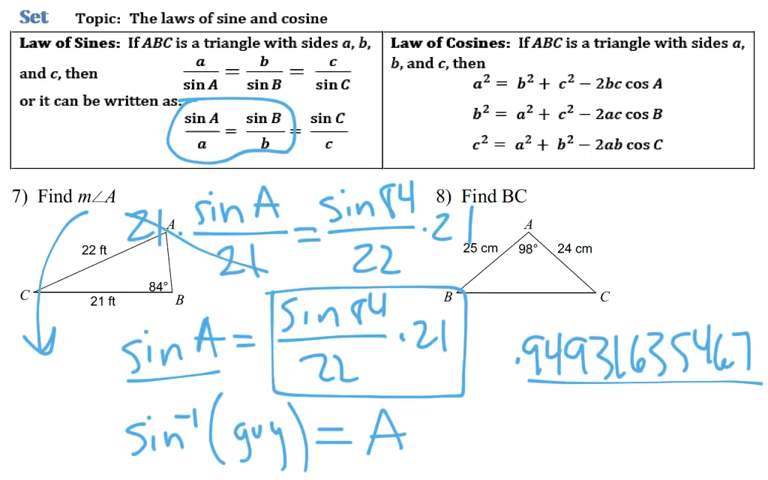 Set Topic: The laws of sine and cosine
Law of Sines: If ABC is a triangle with sides a, b,
and c, then a/sin A = b/sin B = c/sin C
or it can be written as:
sin A/a = sin B/b = sin C/c
Law of Cosines: If ABC is a triangle with sides a,
b, and c, then
a² = b² + c² − 2bc cos A
b² = a² + c² − 2ac cos B
c² = a² + b² − 2ab cos C
7) Find m∠A
A
22 ft
84°
C
21 ft
B
21 · sin A/21 = sin 84/22 · 21
sin A = sin 84/22 · 21
sin⁻¹(guy) = A
8) Find BC
A
25 cm
98°
24 cm
B
C
.94931635467